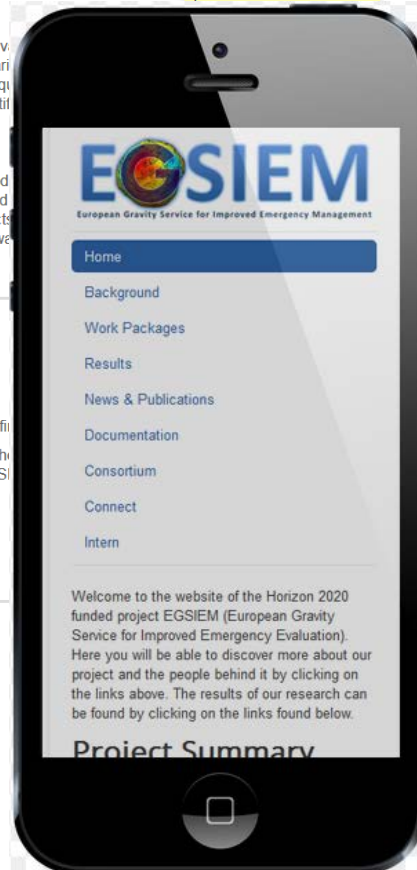 EGSIEM
European Gravity Service for Improved Emergency Management
Home
Background
Work Packages
Results
News & Publications
Documentation
Consortium
Connect
Intern
Welcome to the website of the Horizon 2020
funded project EGSIEM (European Gravity
Service for Improved Emergency Evaluation).
Here you will be able to discover more about our
project and the people behind it by clicking on
the links above. The results of our research can
be found by clicking on the links found below.
Project Summary